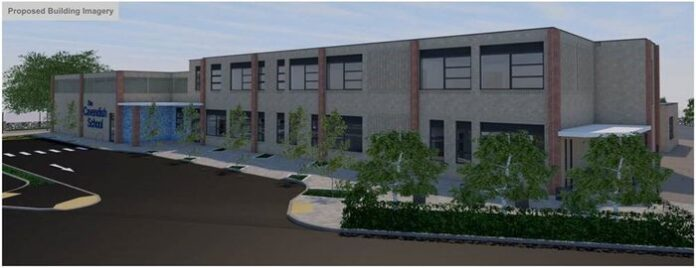 Proposed Building Imagery
The
Cavendish
School